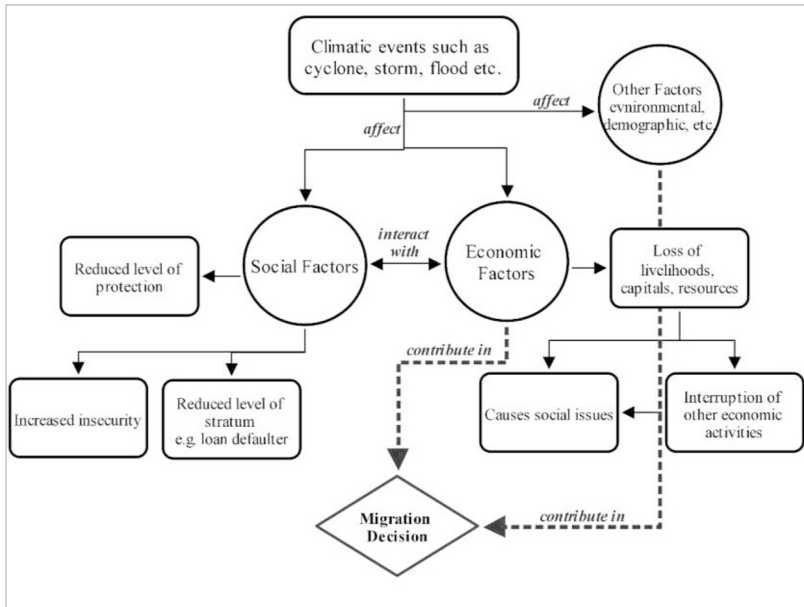 Climatic events such as
cyclone, storm, flood etc.
affect
Other Factors
evnironmental,
demographic, etc.
affect
Social Factors
interact
with
Economic
Factors
Loss of
livelihoods,
capitals, resources
Reduced level of
protection
contribute in
Increased insecurity
Reduced level of
stratum
e.g. loan defaulter
Causes social issues
Interruption of
other economic
activities
Migration
Decision
contribute in